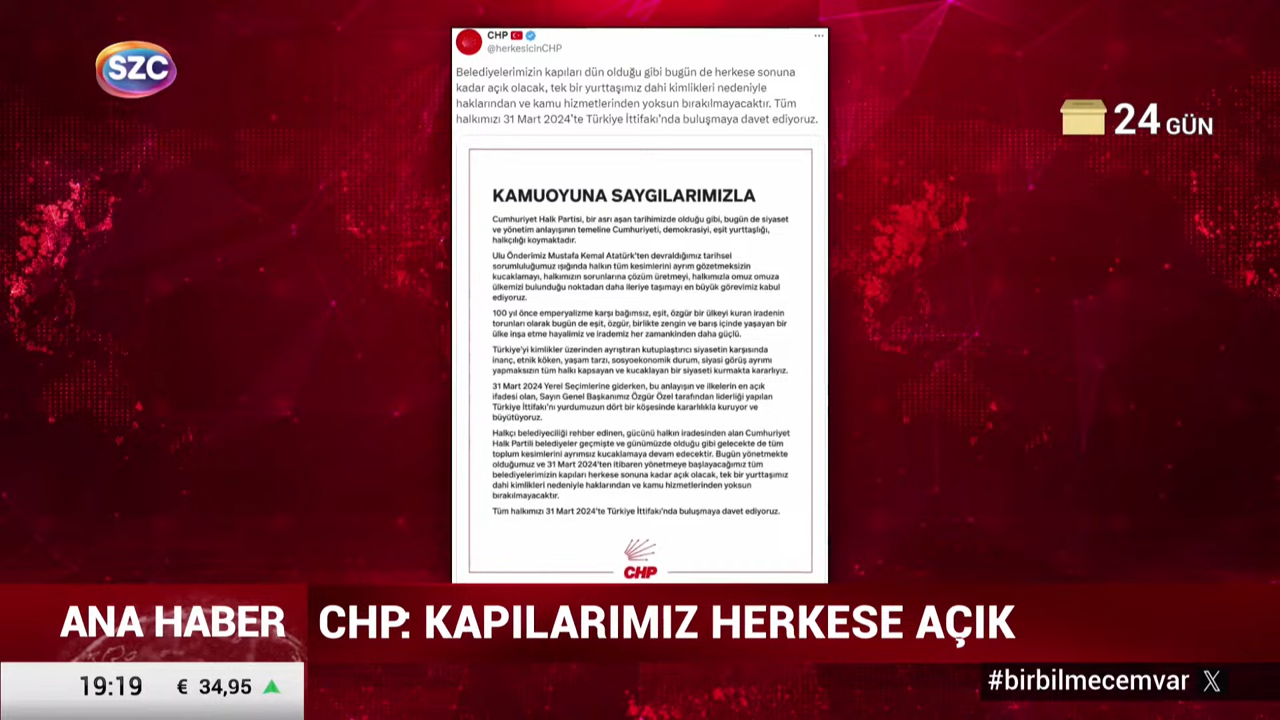 SZC
24 GÜN
CHP
@herkesicinCHP
Belediyelerimizin kapıları dün olduğu gibi bugün de herkese sonuna
kadar açık olacak, tek bir yurttaşımız dahi kimlikleri nedeniyle
haklarından ve kamu hizmetlerinden yoksun bırakılmayacaktır. Tüm
halkımızı 31 Mart 2024'te Türkiye İttifakı'nda buluşmaya davet ediyoruz.
KAMUOYUNA SAYGILARIMIZLA
Cumhuriyet Halk Partisi, bir asrı aşan tarihimizde olduğu gibi, bugün de siyaset
ve yönetim anlayışının temeline Cumhuriyeti, demokrasiyi, eşit yurttaşlığı,
halkçılığı koymaktadır.
Ulu Önderimiz Mustafa Kemal Atatürk'ten devraldığımız tarihsel
sorumluluğumuz ışığında halkın tüm kesimlerini ayrım gözetmeksizin
kucaklamayı, halkımızın sorunlarına çözüm üretmeyi, halkımızla omuz omuza
ülkemizi bulunduğu noktadan daha ileriye taşımayı en büyük görevimiz kabul
ediyoruz.
100 yıl önce emperyalizme karşı bağımsız, eşit, özgür bir ülkeyi kuran iradenin
torunları olarak bugün de eşit, özgür, birlikte zengin ve barış içinde yaşayan bir
ülke inşa etme hayalimiz ve irademiz her zamankinden daha güçlü.
Türkiye'yi kimlikler üzerinden ayrıştıran kutuplaştırıcı siyasetin karşısında
inanç, etnik köken, yaşam tarzı, sosyoekonomik durum, siyasi görüş ayrımı
yapmaksızın tüm halkı kapsayan ve kucaklayan bir siyaseti kurmakta kararlıyız.
31 Mart 2024 Yerel Seçimlerine giderken, bu anlayışın ve ilkelerin en açık
ifadesi olan, Sayın Genel Başkanımız Özgür Özel tarafından liderliği yapılan
Türkiye İttifakı'nı yurdumuzun dört bir köşesinde kararlılıkla kuruyor ve
büyütüyoruz.
Halkçı belediyeciliği rehber edinen, gücünü halkın iradesinden alan Cumhuriyet
Halk Partili belediyeler geçmişte ve günümüzde olduğu gibi gelecekte de tüm
toplum kesimlerini ayrımsız kucaklamaya devam edecektir. Bugün yönetmekte
olduğumuz ve 31 Mart 2024'ten itibaren yönetmeye başlayacağımız tüm
belediyelerimizin kapıları herkese sonuna kadar açık olacak, tek bir yurttaşımız
dahi kimlikleri nedeniyle haklarından ve kamu hizmetlerinden yoksun
bırakılmayacaktır.
Tüm halkımızı 31 Mart 2024'te Türkiye İttifakı'nda buluşmaya davet ediyoruz.
CHP
ANA HABER
CHP: KAPILARIMIZ HERKESE AÇIK
19:19 € 34,95
#birbilmecemvar X